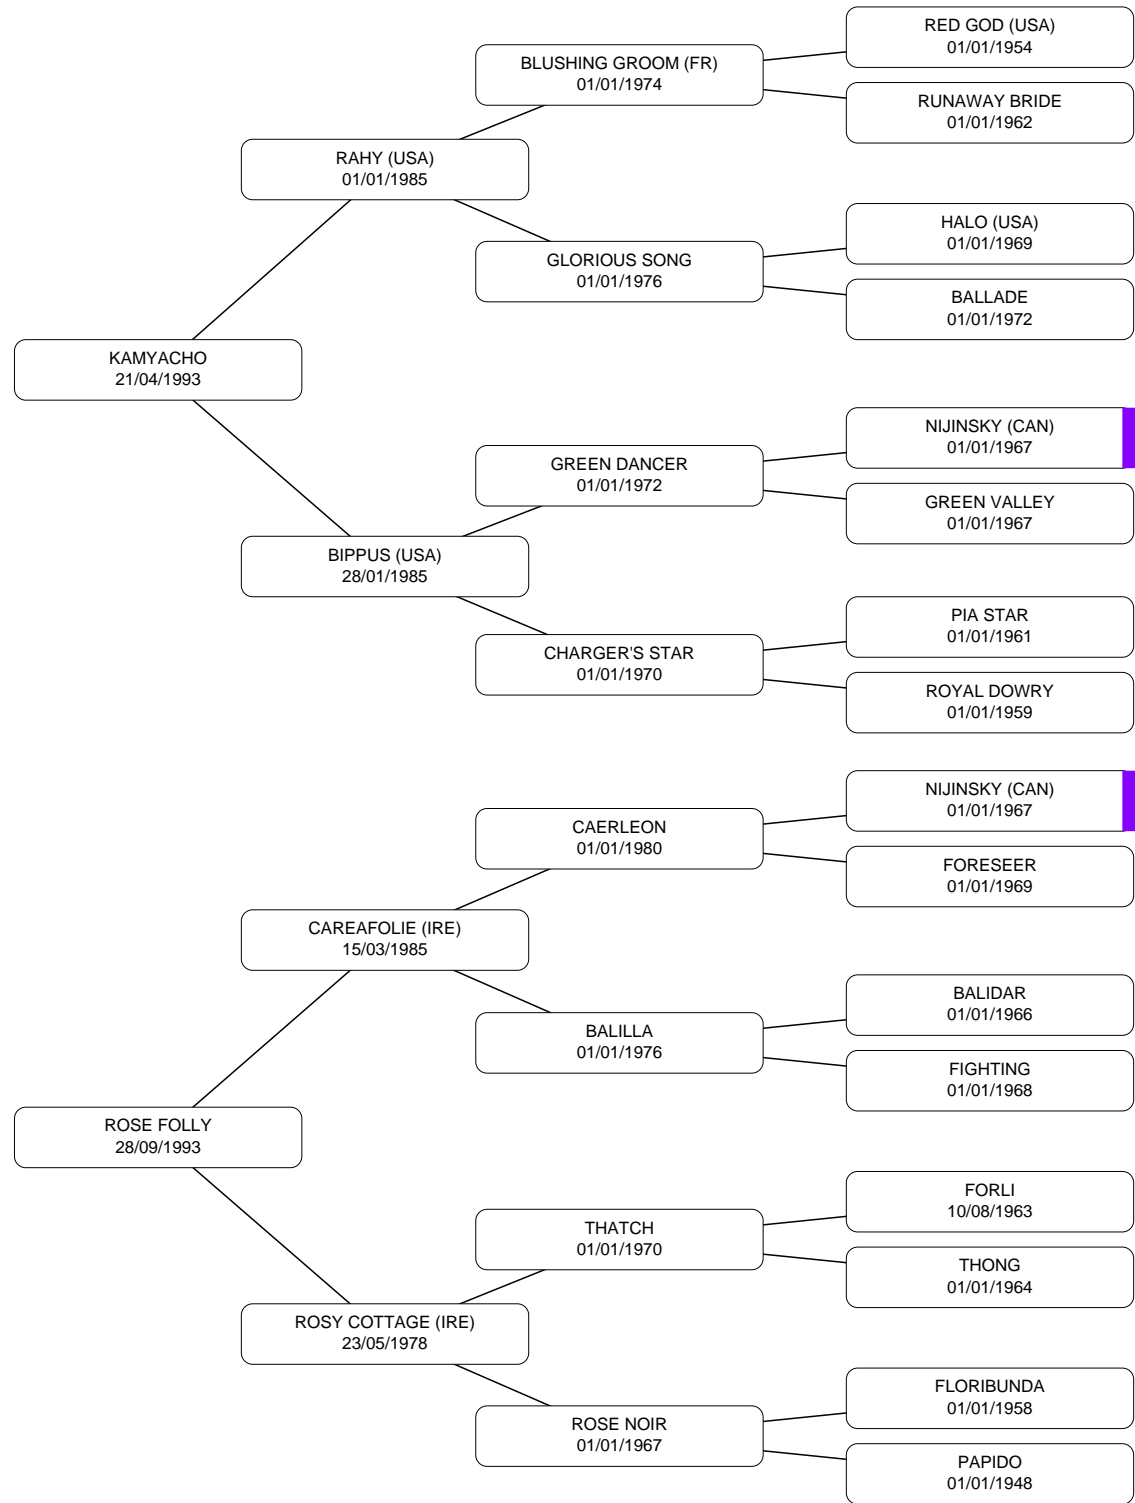 RED GOD (USA)
01/01/1954
BLUSHING GROOM (FR)
01/01/1974
RUNAWAY BRIDE
01/01/1962
RAHY (USA)
01/01/1985
HALO (USA)
01/01/1969
GLORIOUS SONG
01/01/1976
BALLADE
01/01/1972
KAMYACHO
21/04/1993
NIJINSKY (CAN)
01/01/1967
GREEN DANCER
01/01/1972
GREEN VALLEY
01/01/1967
BIPPUS (USA)
28/01/1985
PIA STAR
01/01/1961
CHARGER'S STAR
01/01/1970
ROYAL DOWRY
01/01/1959
NIJINSKY (CAN)
01/01/1967
CAERLEON
01/01/1980
FORESEER
01/01/1969
CAREAFOLIE (IRE)
15/03/1985
BALIDAR
01/01/1966
BALILLA
01/01/1976
FIGHTING
01/01/1968
ROSE FOLLY
28/09/1993
FORLI
10/08/1963
THATCH
01/01/1970
THONG
01/01/1964
ROSY COTTAGE (IRE)
23/05/1978
FLORIBUNDA
01/01/1958
ROSE NOIR
01/01/1967
PAPIDO
01/01/1948